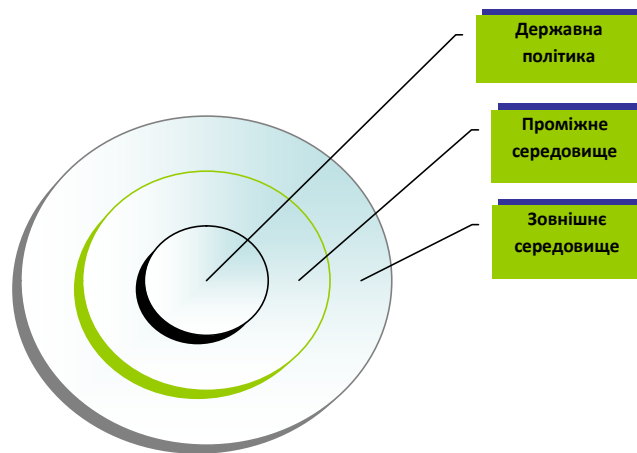 Державна
політика
Проміжне
середовище
Зовнішнє
середовище